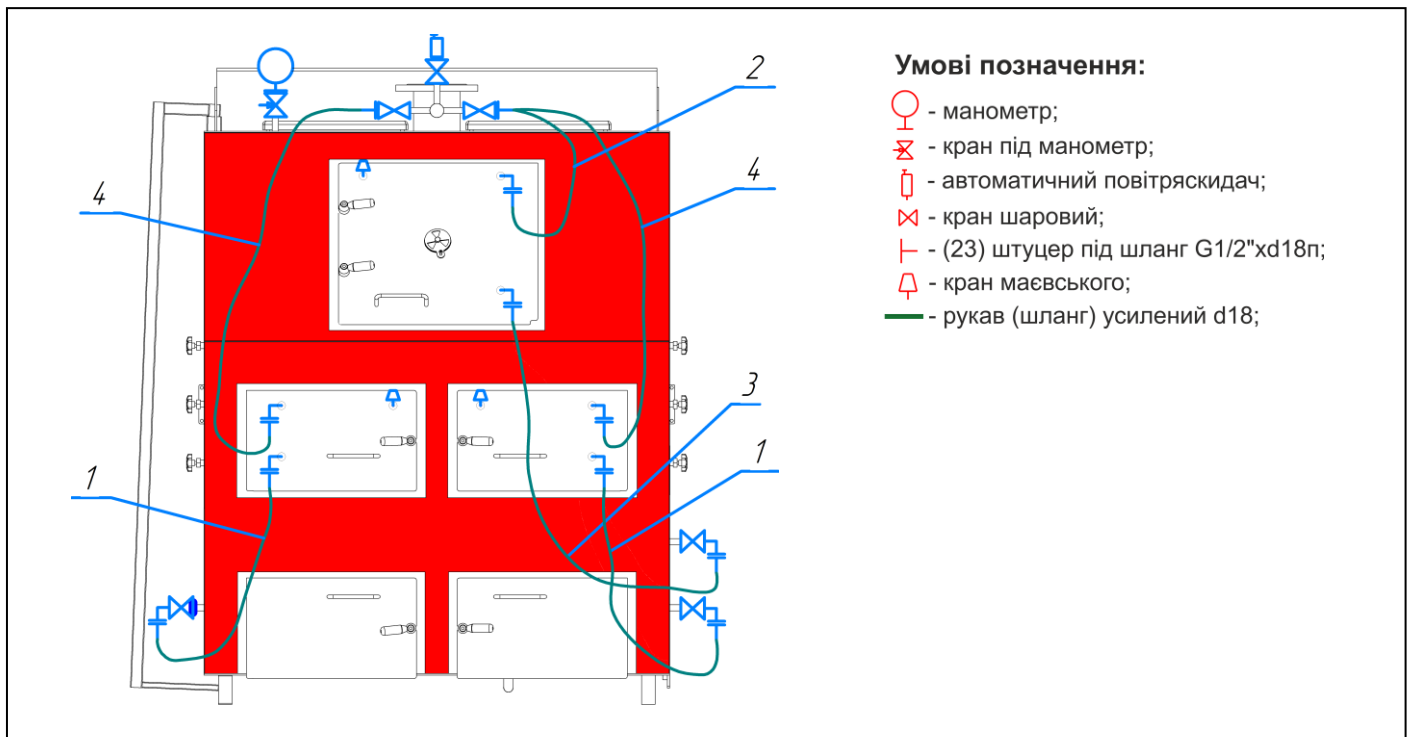 2
4
4
3
1
1
Умові позначення:
- манометр;
- кран під манометр;
- автоматичний повітряскидач;
- кран шаровий;
- (23) штуцер під шланг G1/2"xd18п;
- кран маєвського;
- рукав (шланг) усилений d18;